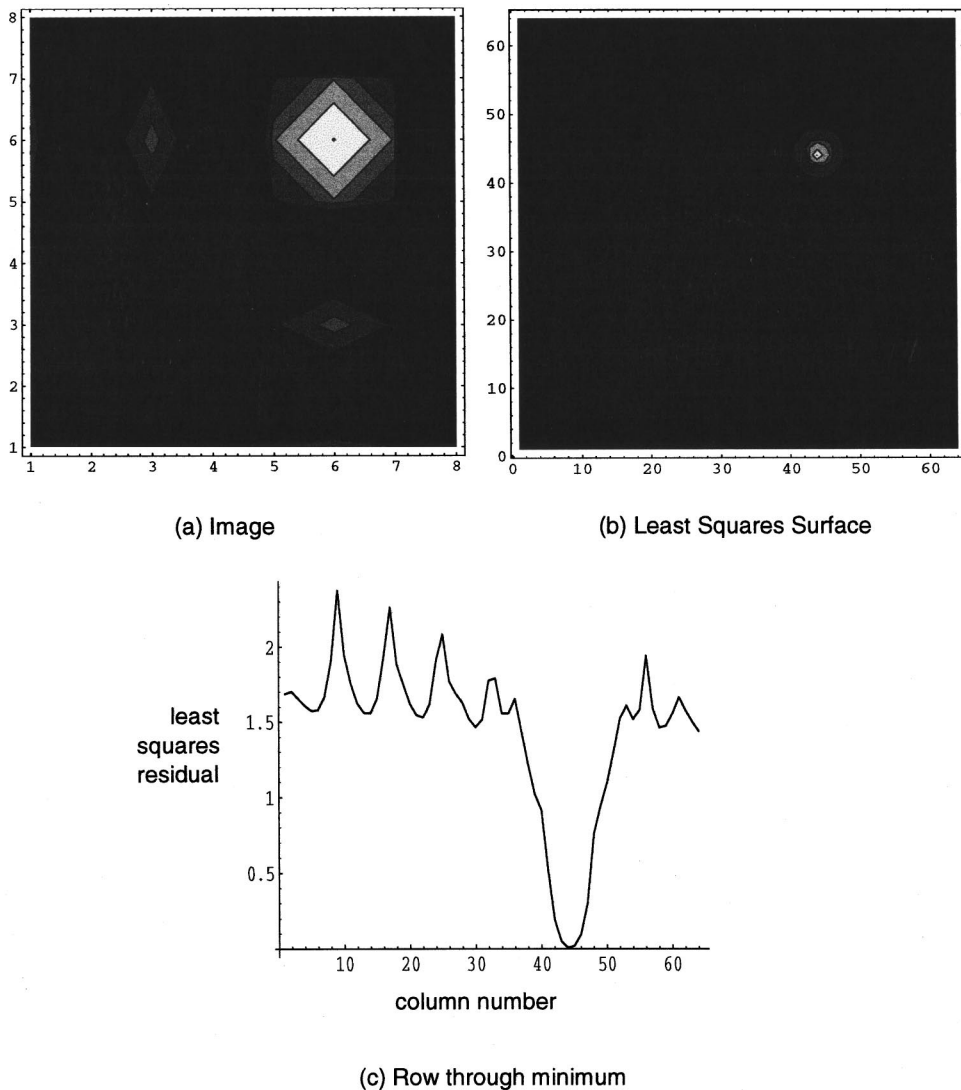 8
7
6
5
4
3
2
1
1 2 3 4 5 6 7 8
(a) Image
60
50
40
30
20
10
0
0 10 20 30 40 50 60
(b) Least Squares Surface
least
squares
residual
2
1.5
1
0.5
10 20 30 40 50 60
column number
(c) Row through minimum